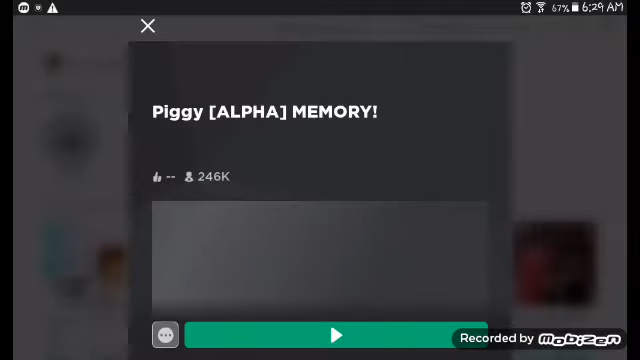 67% 6:29 AM
Piggy [ALPHA] MEMORY!
-- 246K
Recorded by MOBIZEN